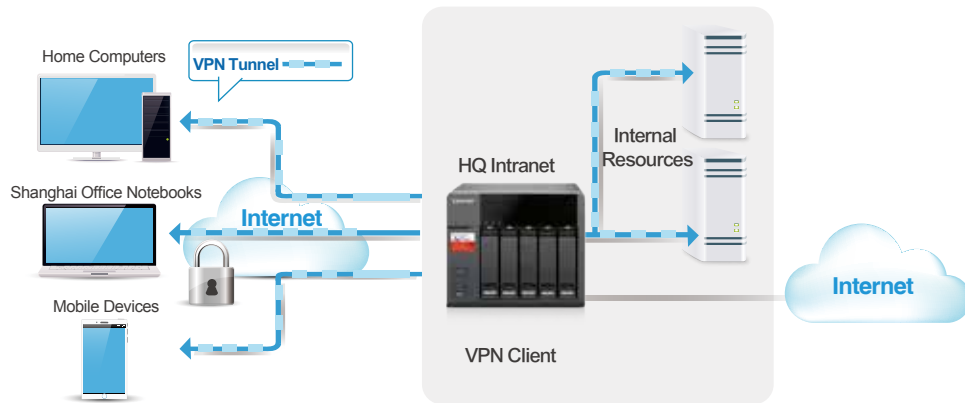 Home Computers
VPN Tunnel
Shanghai Office Notebooks
Internet
Mobile Devices
HQ Intranet
Internal
Resources
VPN Client
Internet